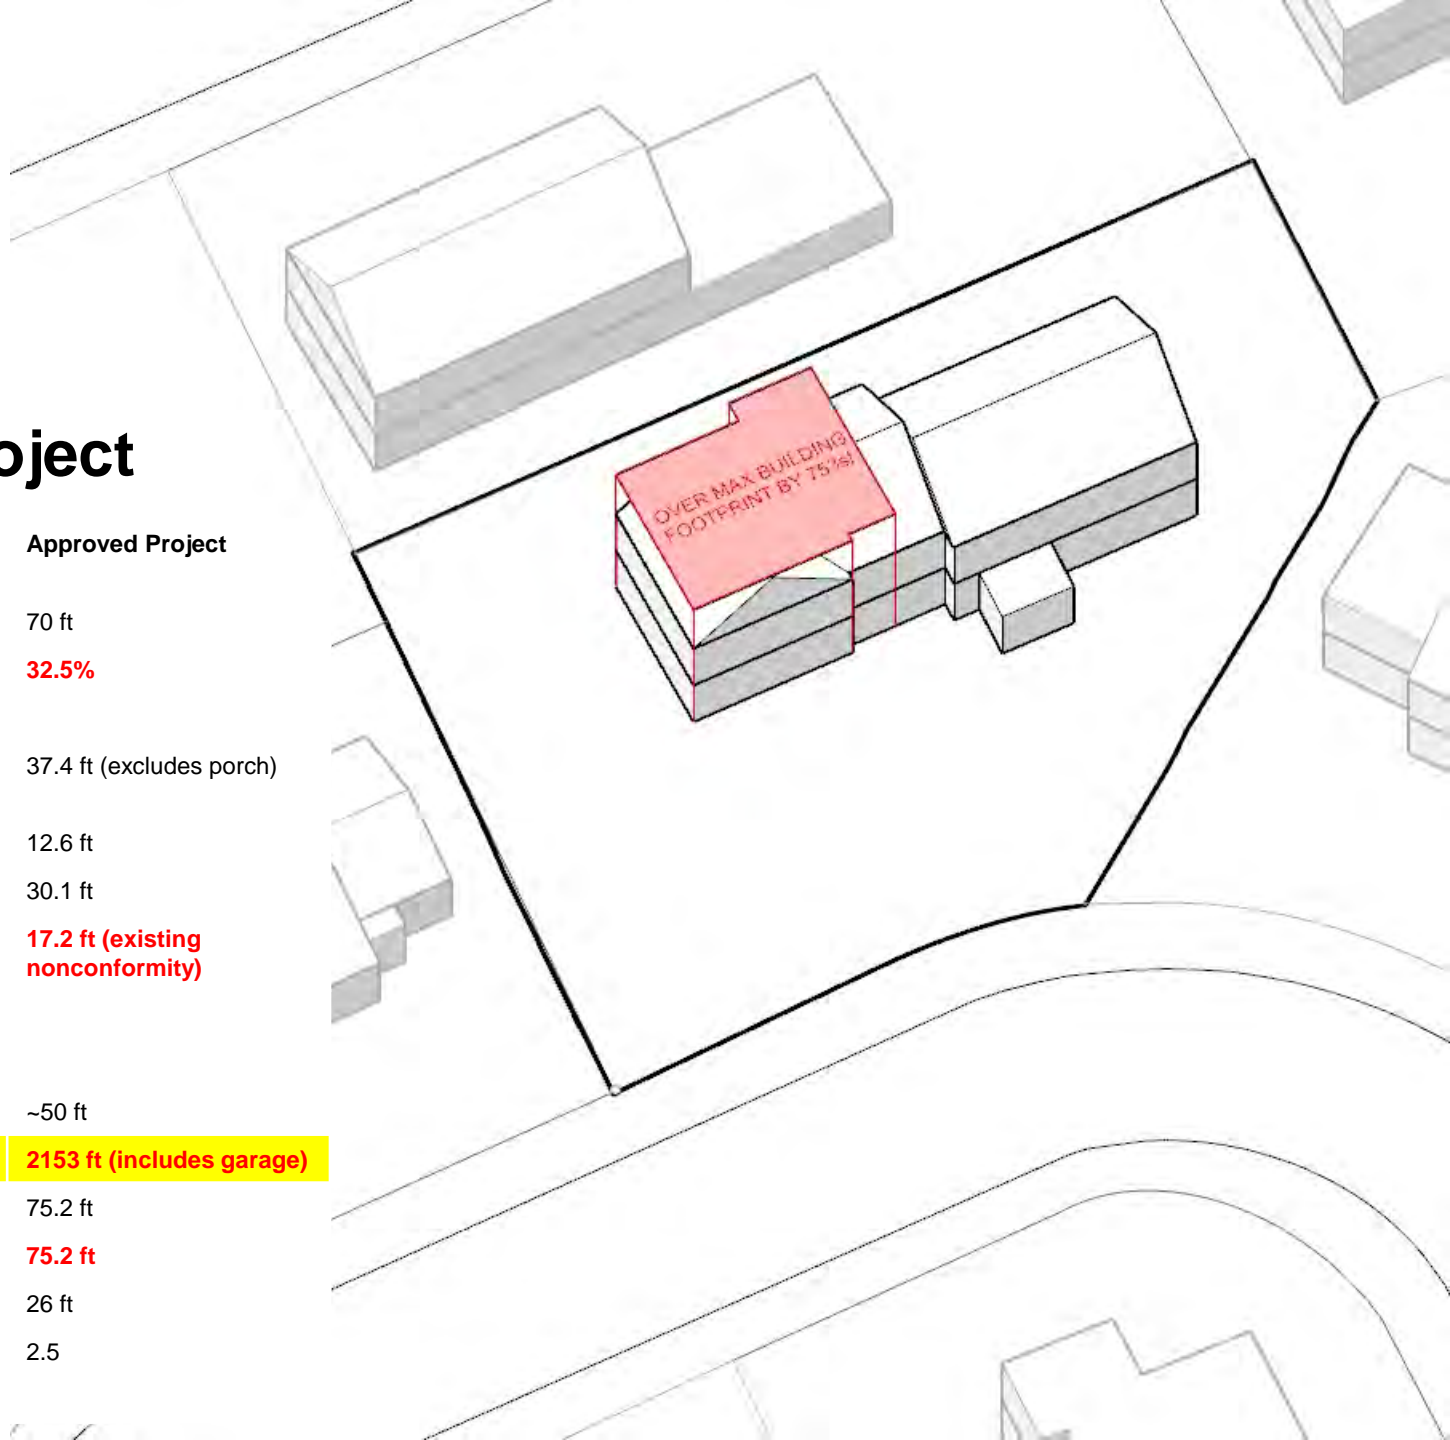 oject
Approved Project
70 ft
32.5%
37.4 ft (excludes porch)
12.6 ft
30.1 ft
17.2 ft (existing
nonconformity)
~50 ft
2153 ft (includes garage)
75.2 ft
75.2 ft
26 ft
2.5
OVER MAX BUILDING
FOOTPRINT BY 75%!